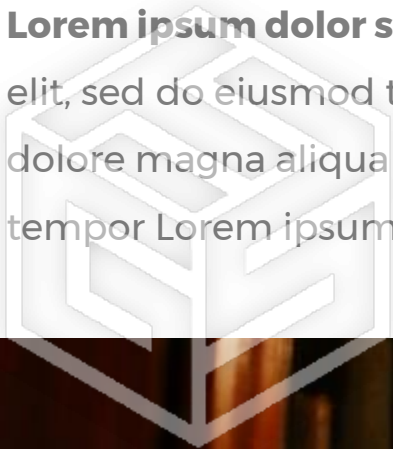 Lorem ipsum dolor s
elit, sed do eiusmod t
dolore magna aliqua
tempor Lorem ipsum